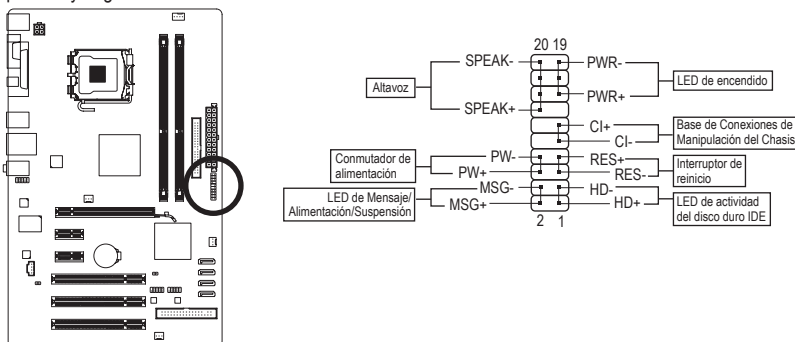 20 19
SPEAK-
PWR-
Altavoz
LED de encendido
PWR+
SPEAK+
CI+
Base de Conexiones de
Manipulación del Chasis
CI-
Conmutador de
alimentación
PW-
RES+
Interruptor de
reinicio
PW+
RES-
LED de Mensaje/
Alimentación/Suspensión
MSG-
HD-
LED de actividad
del disco duro IDE
MSG+
HD+
2 1